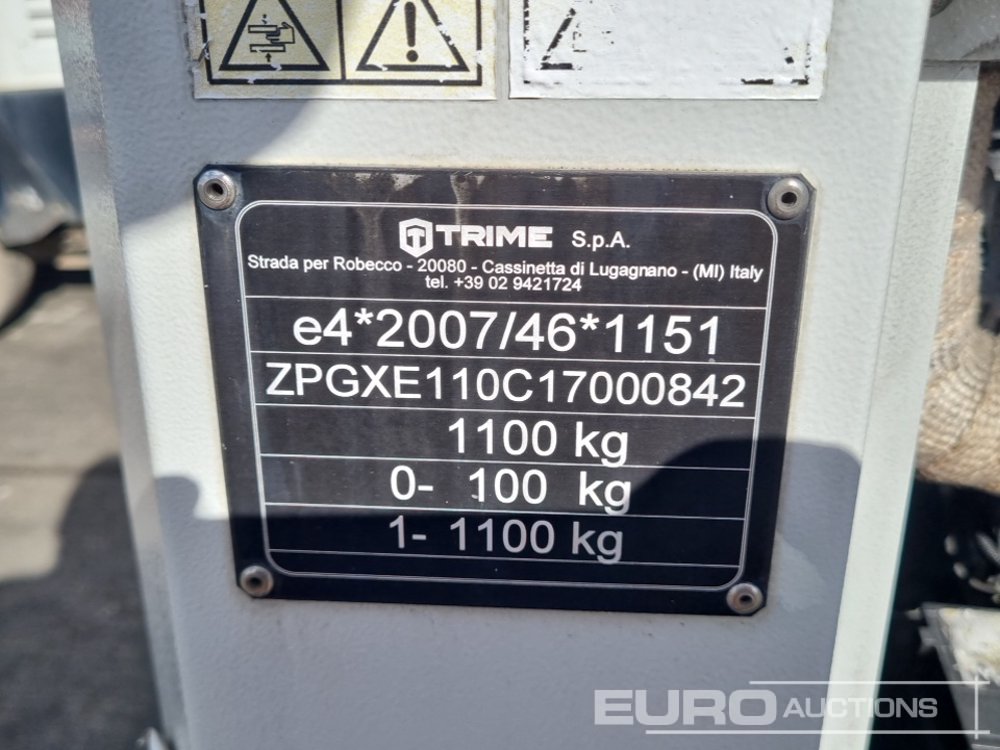 TRIME S.p.A.
Strada per Robecco - 20080 - Cassinetta di Lugagnano - (MI) Italy
tel. +39 02 9421724
e4*2007/46*1151
ZPGXE110C17000842
1100 kg
0- 100 kg
1- 1100 kg
EURO AUCTIONS